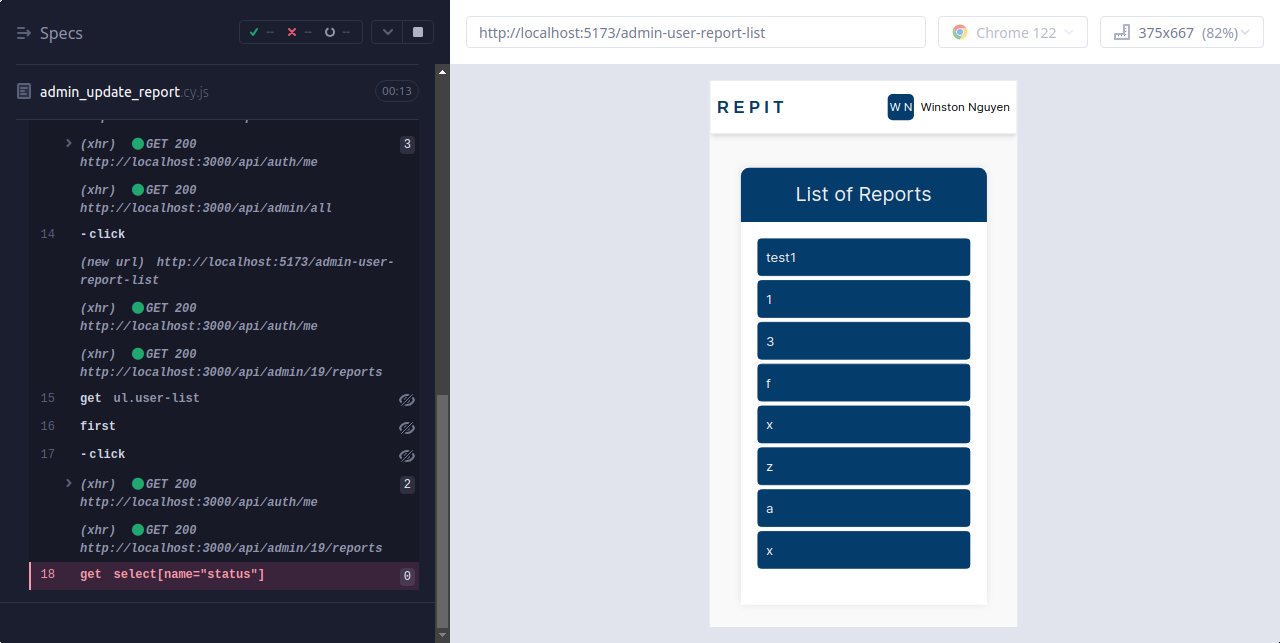 Specs
-- -- --
admin_update_report.cy.js
00:13
(xhr) GET 200
3
http://localhost:3000/api/auth/me
(xhr) GET 200
http://localhost:3000/api/admin/all
14 -click
(new url) http://localhost:5173/admin-user-
report-list
(xhr) GET 200
http://localhost:3000/api/auth/me
(xhr) GET 200
http://localhost:3000/api/admin/19/reports
15 get ul.user-list
16 first
17 -click
(xhr) GET 200
2
http://localhost:3000/api/auth/me
(xhr) GET 200
http://localhost:3000/api/admin/19/reports
18 get select[name="status"] 0
http://localhost:5173/admin-user-report-list
Chrome 122
375x667 (82%)
REPIT
W N Winston Nguyen
List of Reports
test1
1
3
f
x
z
a
x